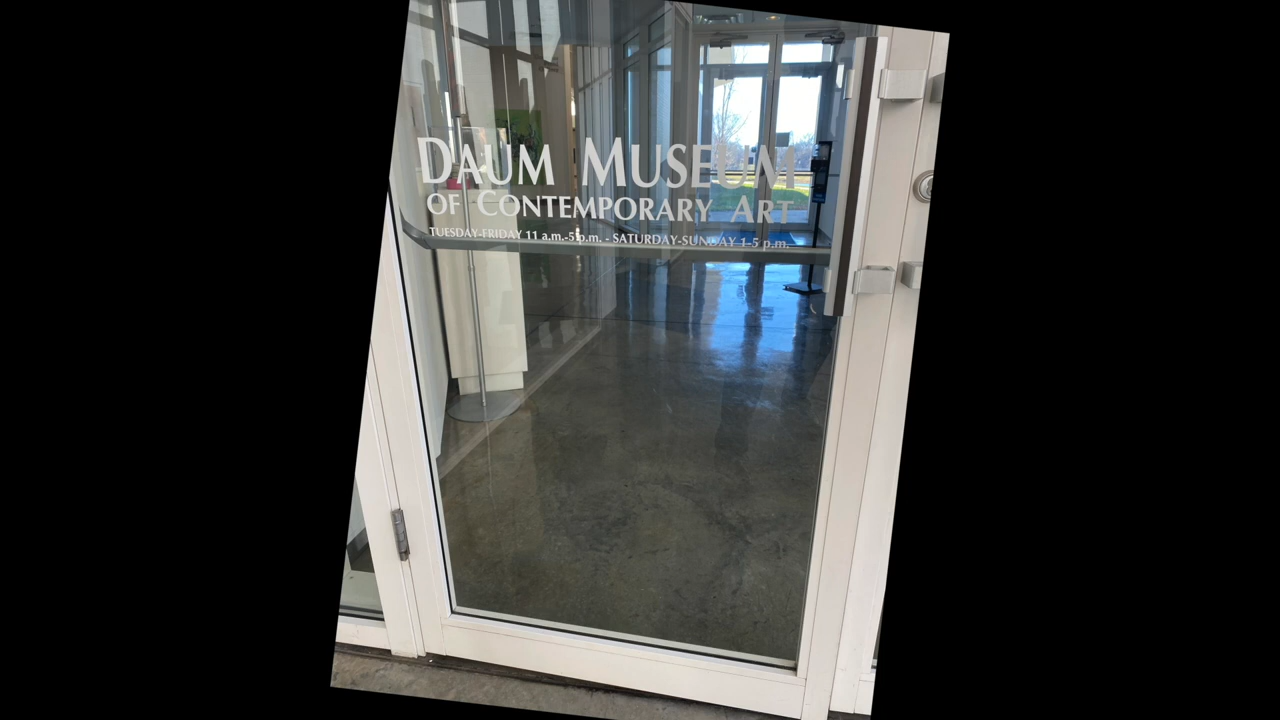 DAUM MUSEUM
OF CONTEMPORARY ART
TUESDAY-FRIDAY 11 a.m.-5 p.m. - SATURDAY-SUNDAY 1-5 p.m.